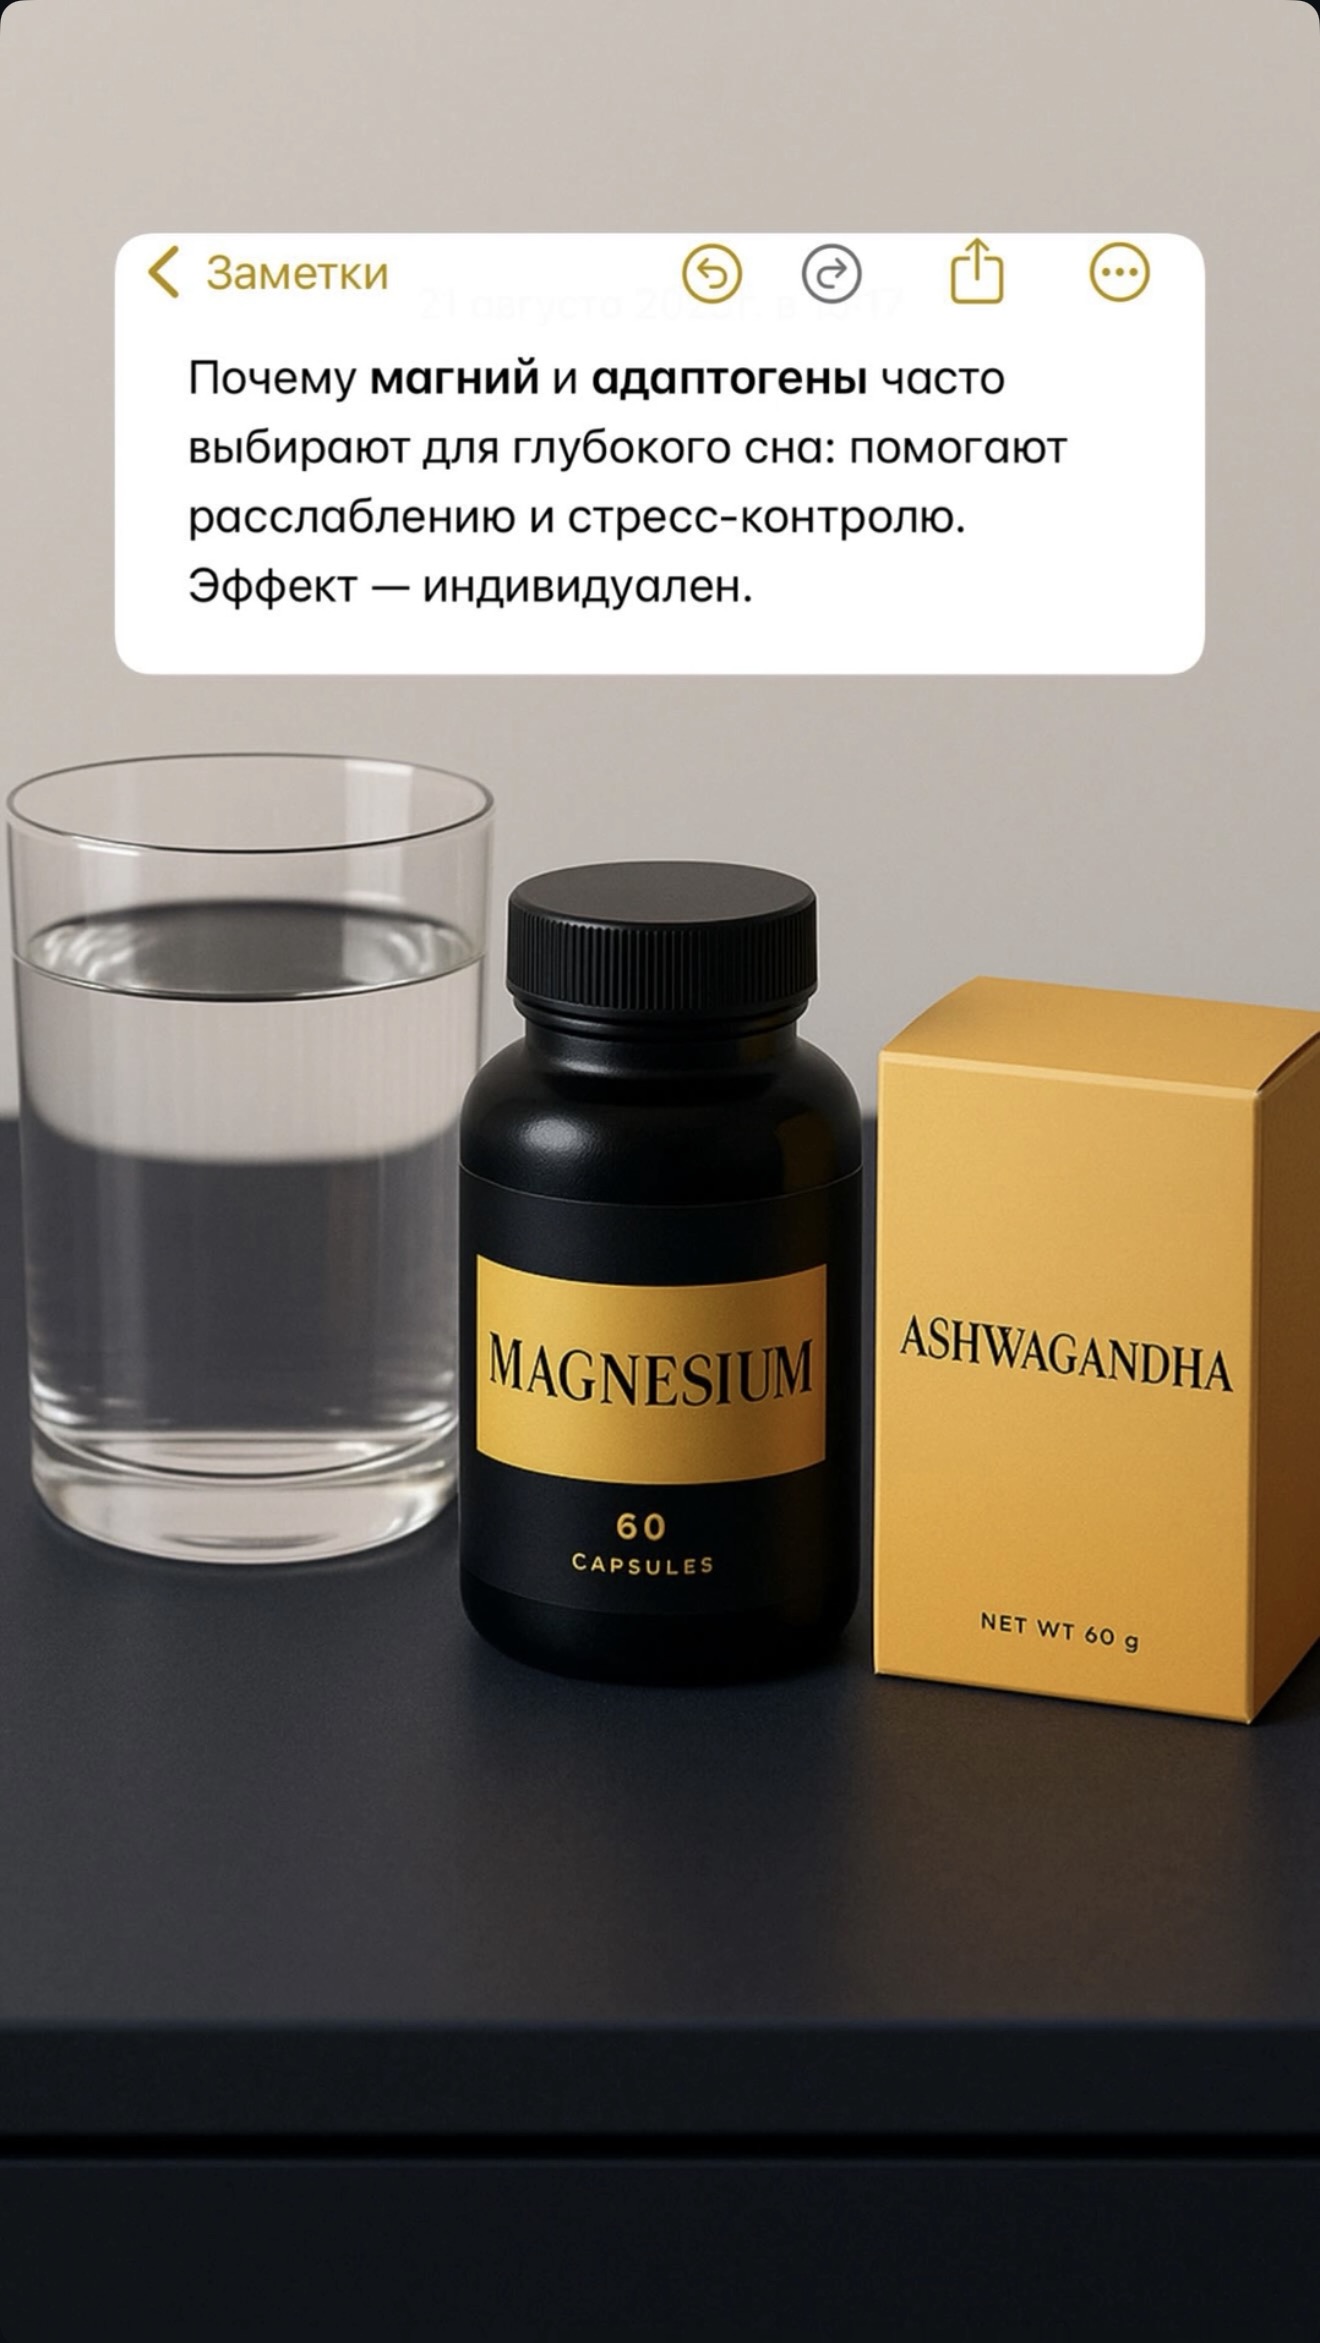 Заметки
Почему магний и адаптогены часто
выбирают для глубокого сна: помогают
расслаблению и стресс-контролю.
Эффект — индивидуален.
MAGNESIUM
60
CAPSULES
ASHWAGANDHA
NET WT 60 g